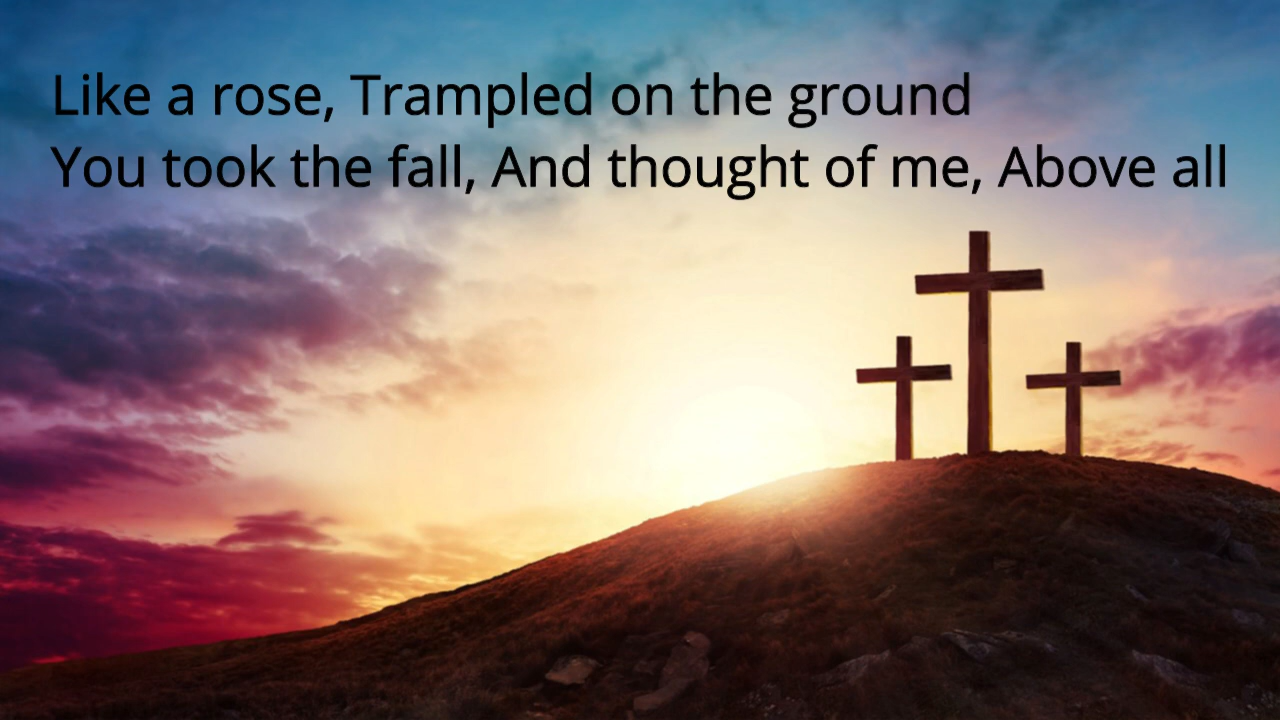 Like a rose, Trampled on the ground
You took the fall, And thought of me, Above all